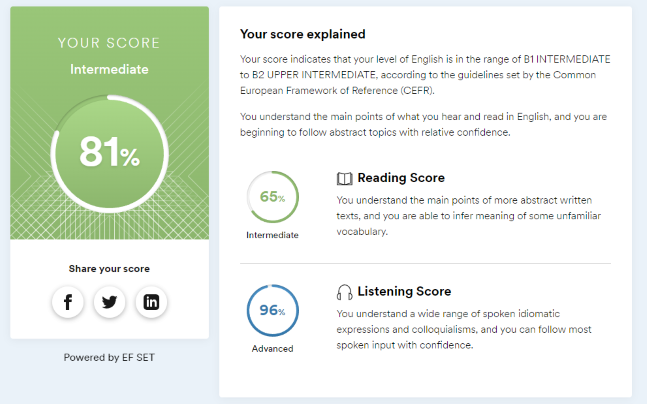 YOUR SCORE
Intermediate
81%
Share your score
Powered by EF SET
Your score explained
Your score indicates that your level of English is in the range of B1 INTERMEDIATE
to B2 UPPER INTERMEDIATE, according to the guidelines set by the Common
European Framework of Reference (CEFR).
You understand the main points of what you hear and read in English, and you are
beginning to follow abstract topics with relative confidence.
65%
Intermediate
Reading Score
You understand the main points of more abstract written
texts, and you are able to infer meaning of some unfamiliar
vocabulary.
96%
Advanced
Listening Score
You understand a wide range of spoken idiomatic
expressions and colloquialisms, and you can follow most
spoken input with confidence.